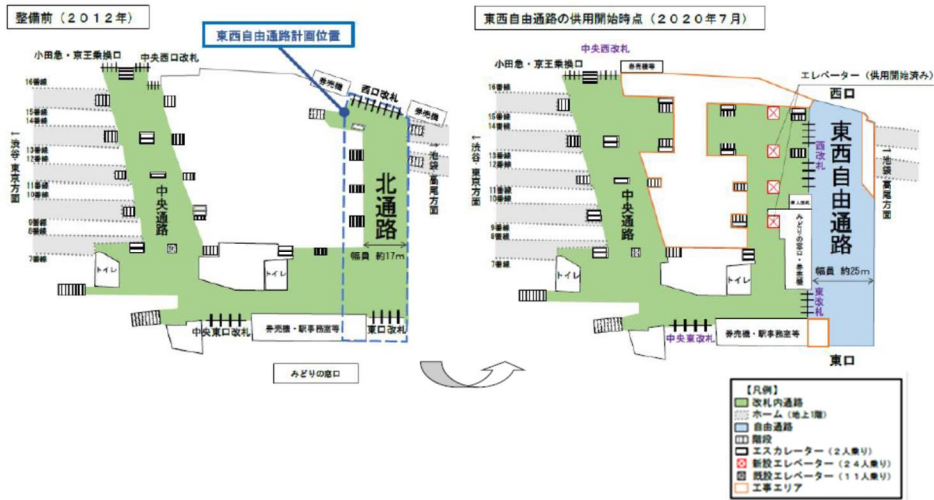 整備前（2012年）
東西自由通路計画位置
小田急・京王乗換口
中央西口改札
券売機
西口改札
券売機
16番線
15番線
14番線
13番線
12番線
11番線
10番線
9番線
8番線
7番線
↑渋谷・東京方面
中央通路
北通路
↑池袋・高尾方面
幅員 約17m
トイレ
トイレ
中央東口改札
券売機・駅事務室等
東口改札
みどりの窓口
東西自由通路の供用開始時点（2020年7月）
中央西改札
小田急・京王乗換口
券売機等
エレベーター（供用開始済み）
西口
16番線
15番線
14番線
13番線
12番線
11番線
10番線
9番線
8番線
7番線
↑渋谷・東京方面
中央通路
西改札
東西自由通路
↑池袋・高尾方面
みどりの窓口・券売機
幅員 約25m
トイレ
トイレ
東改札
中央東改札
券売機・駅事務室等
東口
【凡例】
改札内通路
ホーム（地上1階）
自由通路
階段
エスカレーター（2人乗り）
新設エレベーター（24人乗り）
既設エレベーター（11人乗り）
工事エリア